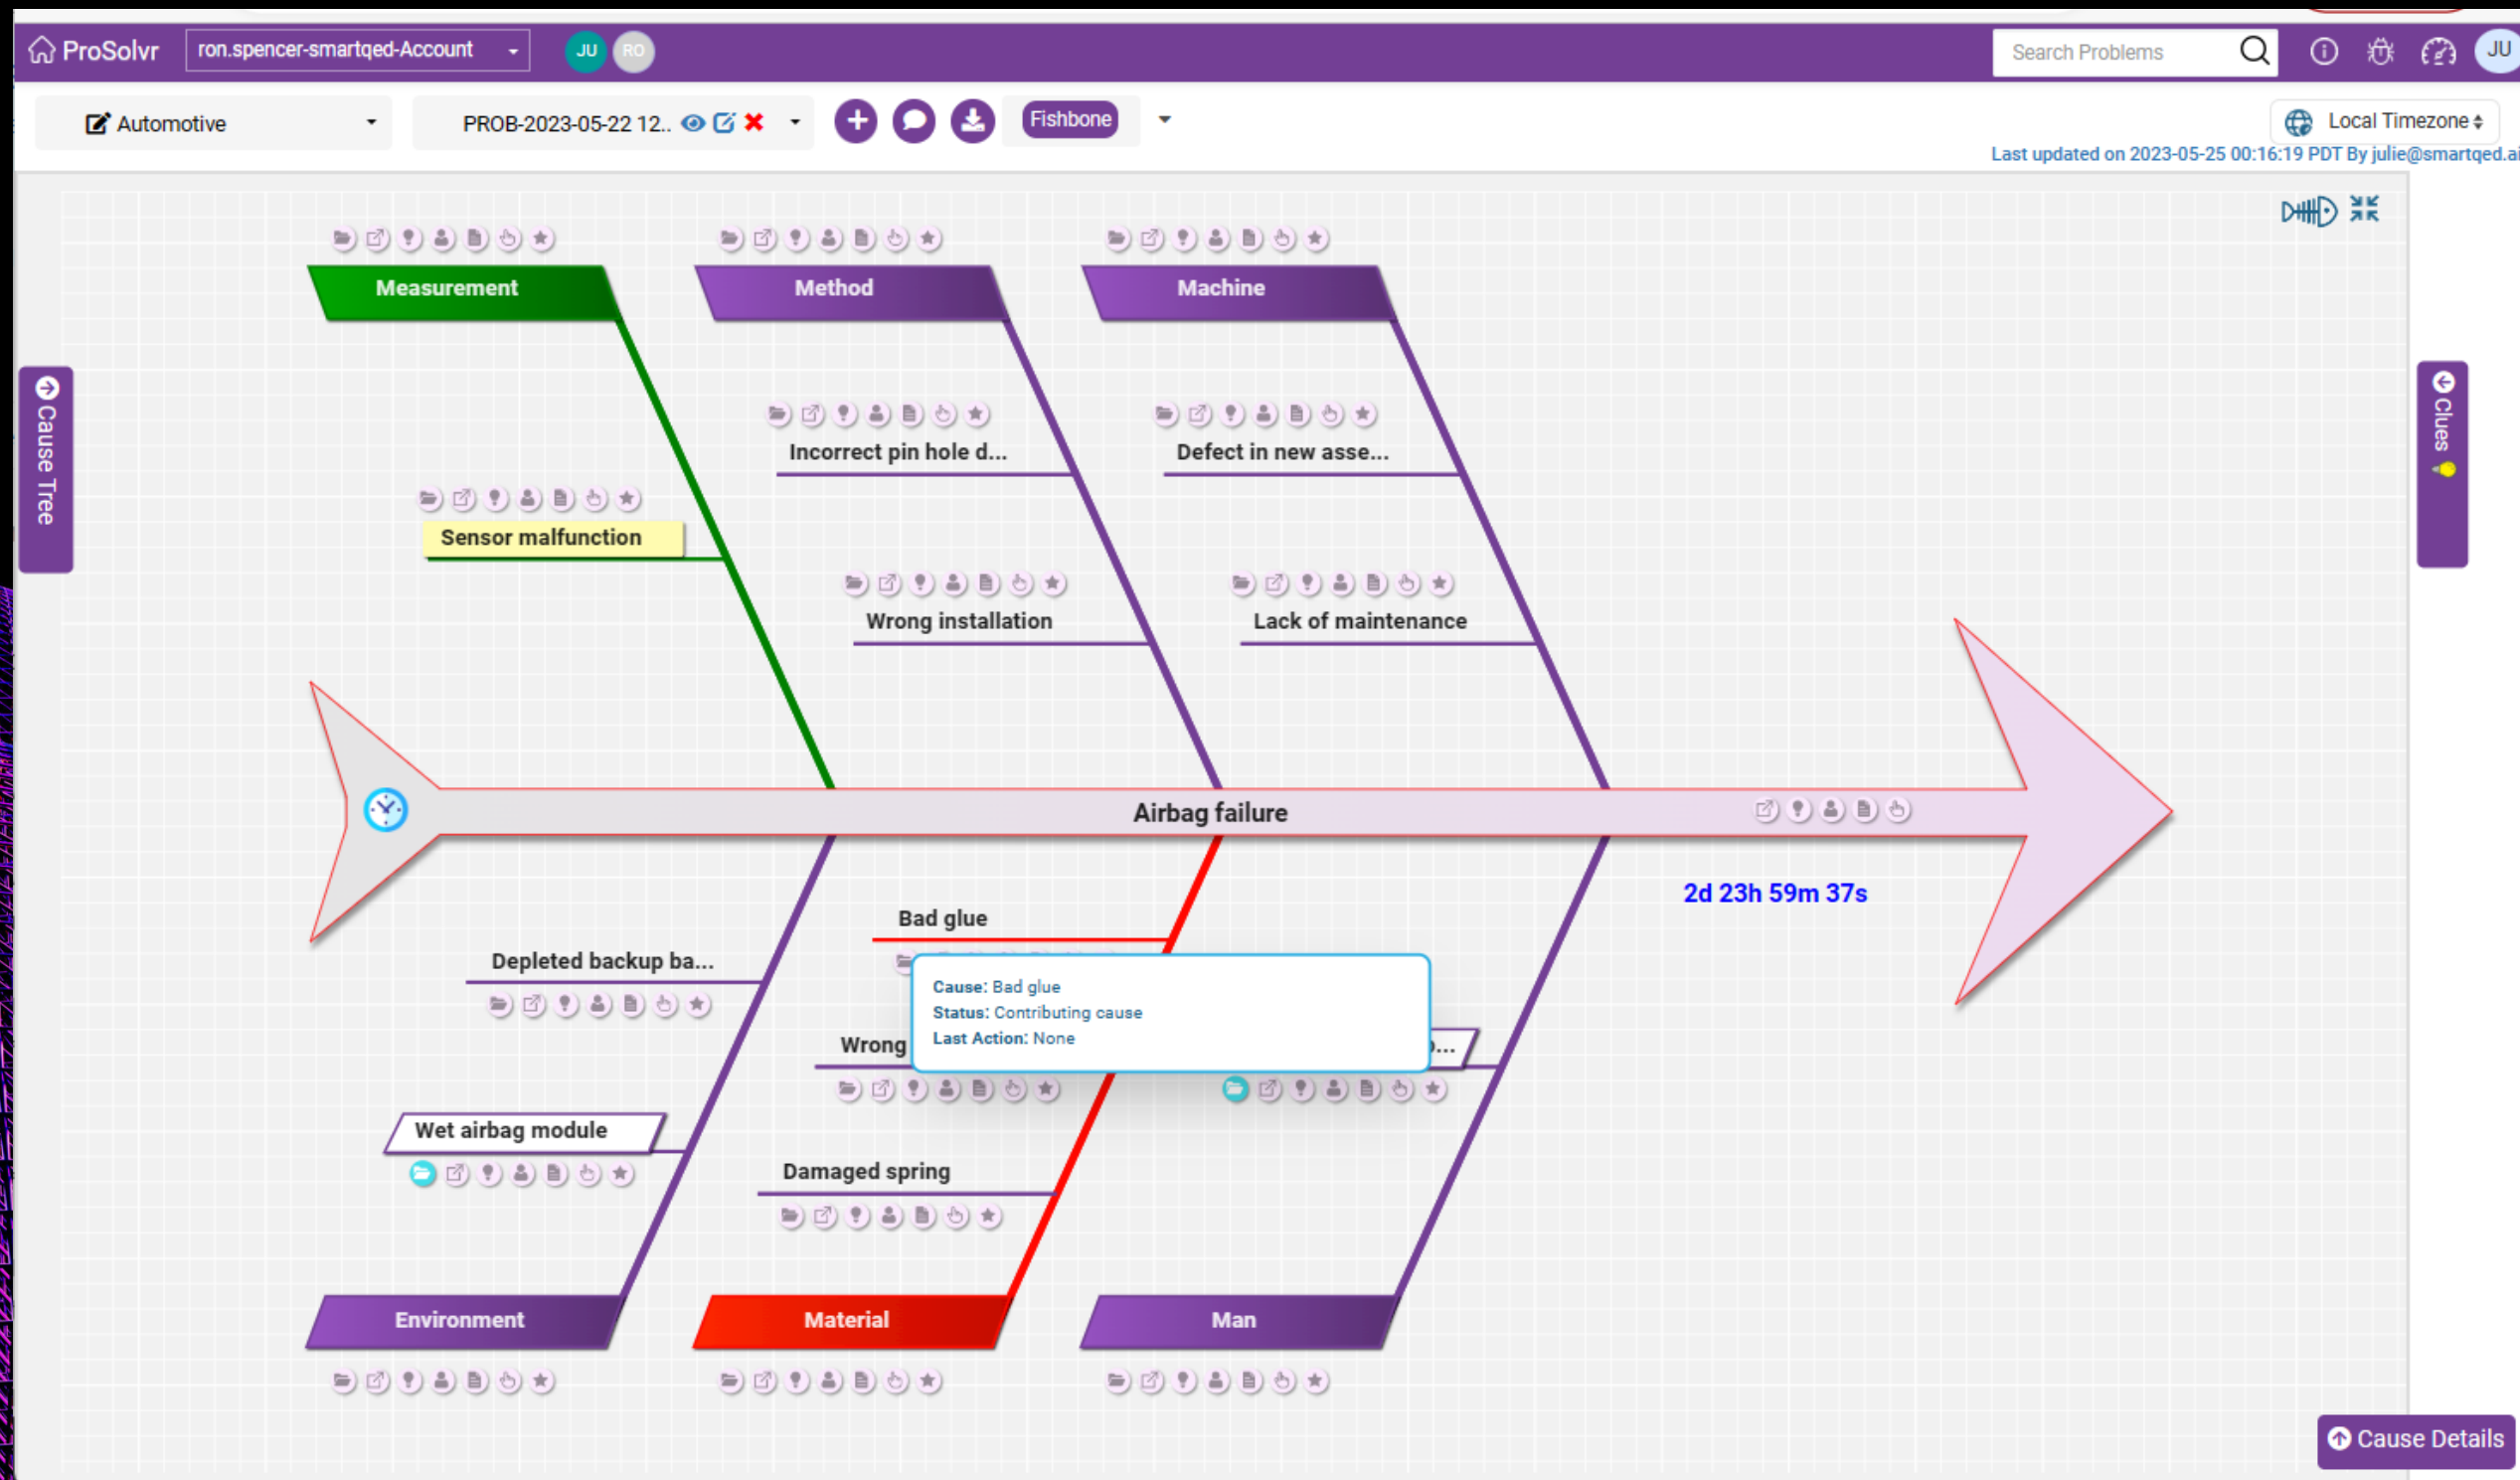 ProSolvr
ron.spencer-smartqed-Account
JU
RO
Search Problems
JU
Automotive
PROB-2023-05-22 12..
Fishbone
Local Timezone
Last updated on 2023-05-25 00:16:19 PDT By julie@smartqed.ai
Measurement
Method
Machine
Cause Tree
Clues
Incorrect pin hole d...
Defect in new asse...
Sensor malfunction
Wrong installation
Lack of maintenance
Airbag failure
2d 23h 59m 37s
Bad glue
Depleted backup ba...
Cause: Bad glue
Status: Contributing cause
Last Action: None
Wrong
Wet airbag module
Damaged spring
Environment
Material
Man
Cause Details